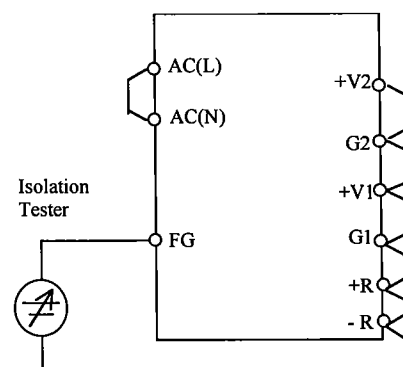 AC(L)
+V2
AC(N)
G2
Isolation
Tester
+V1
FG
G1
+R
- R